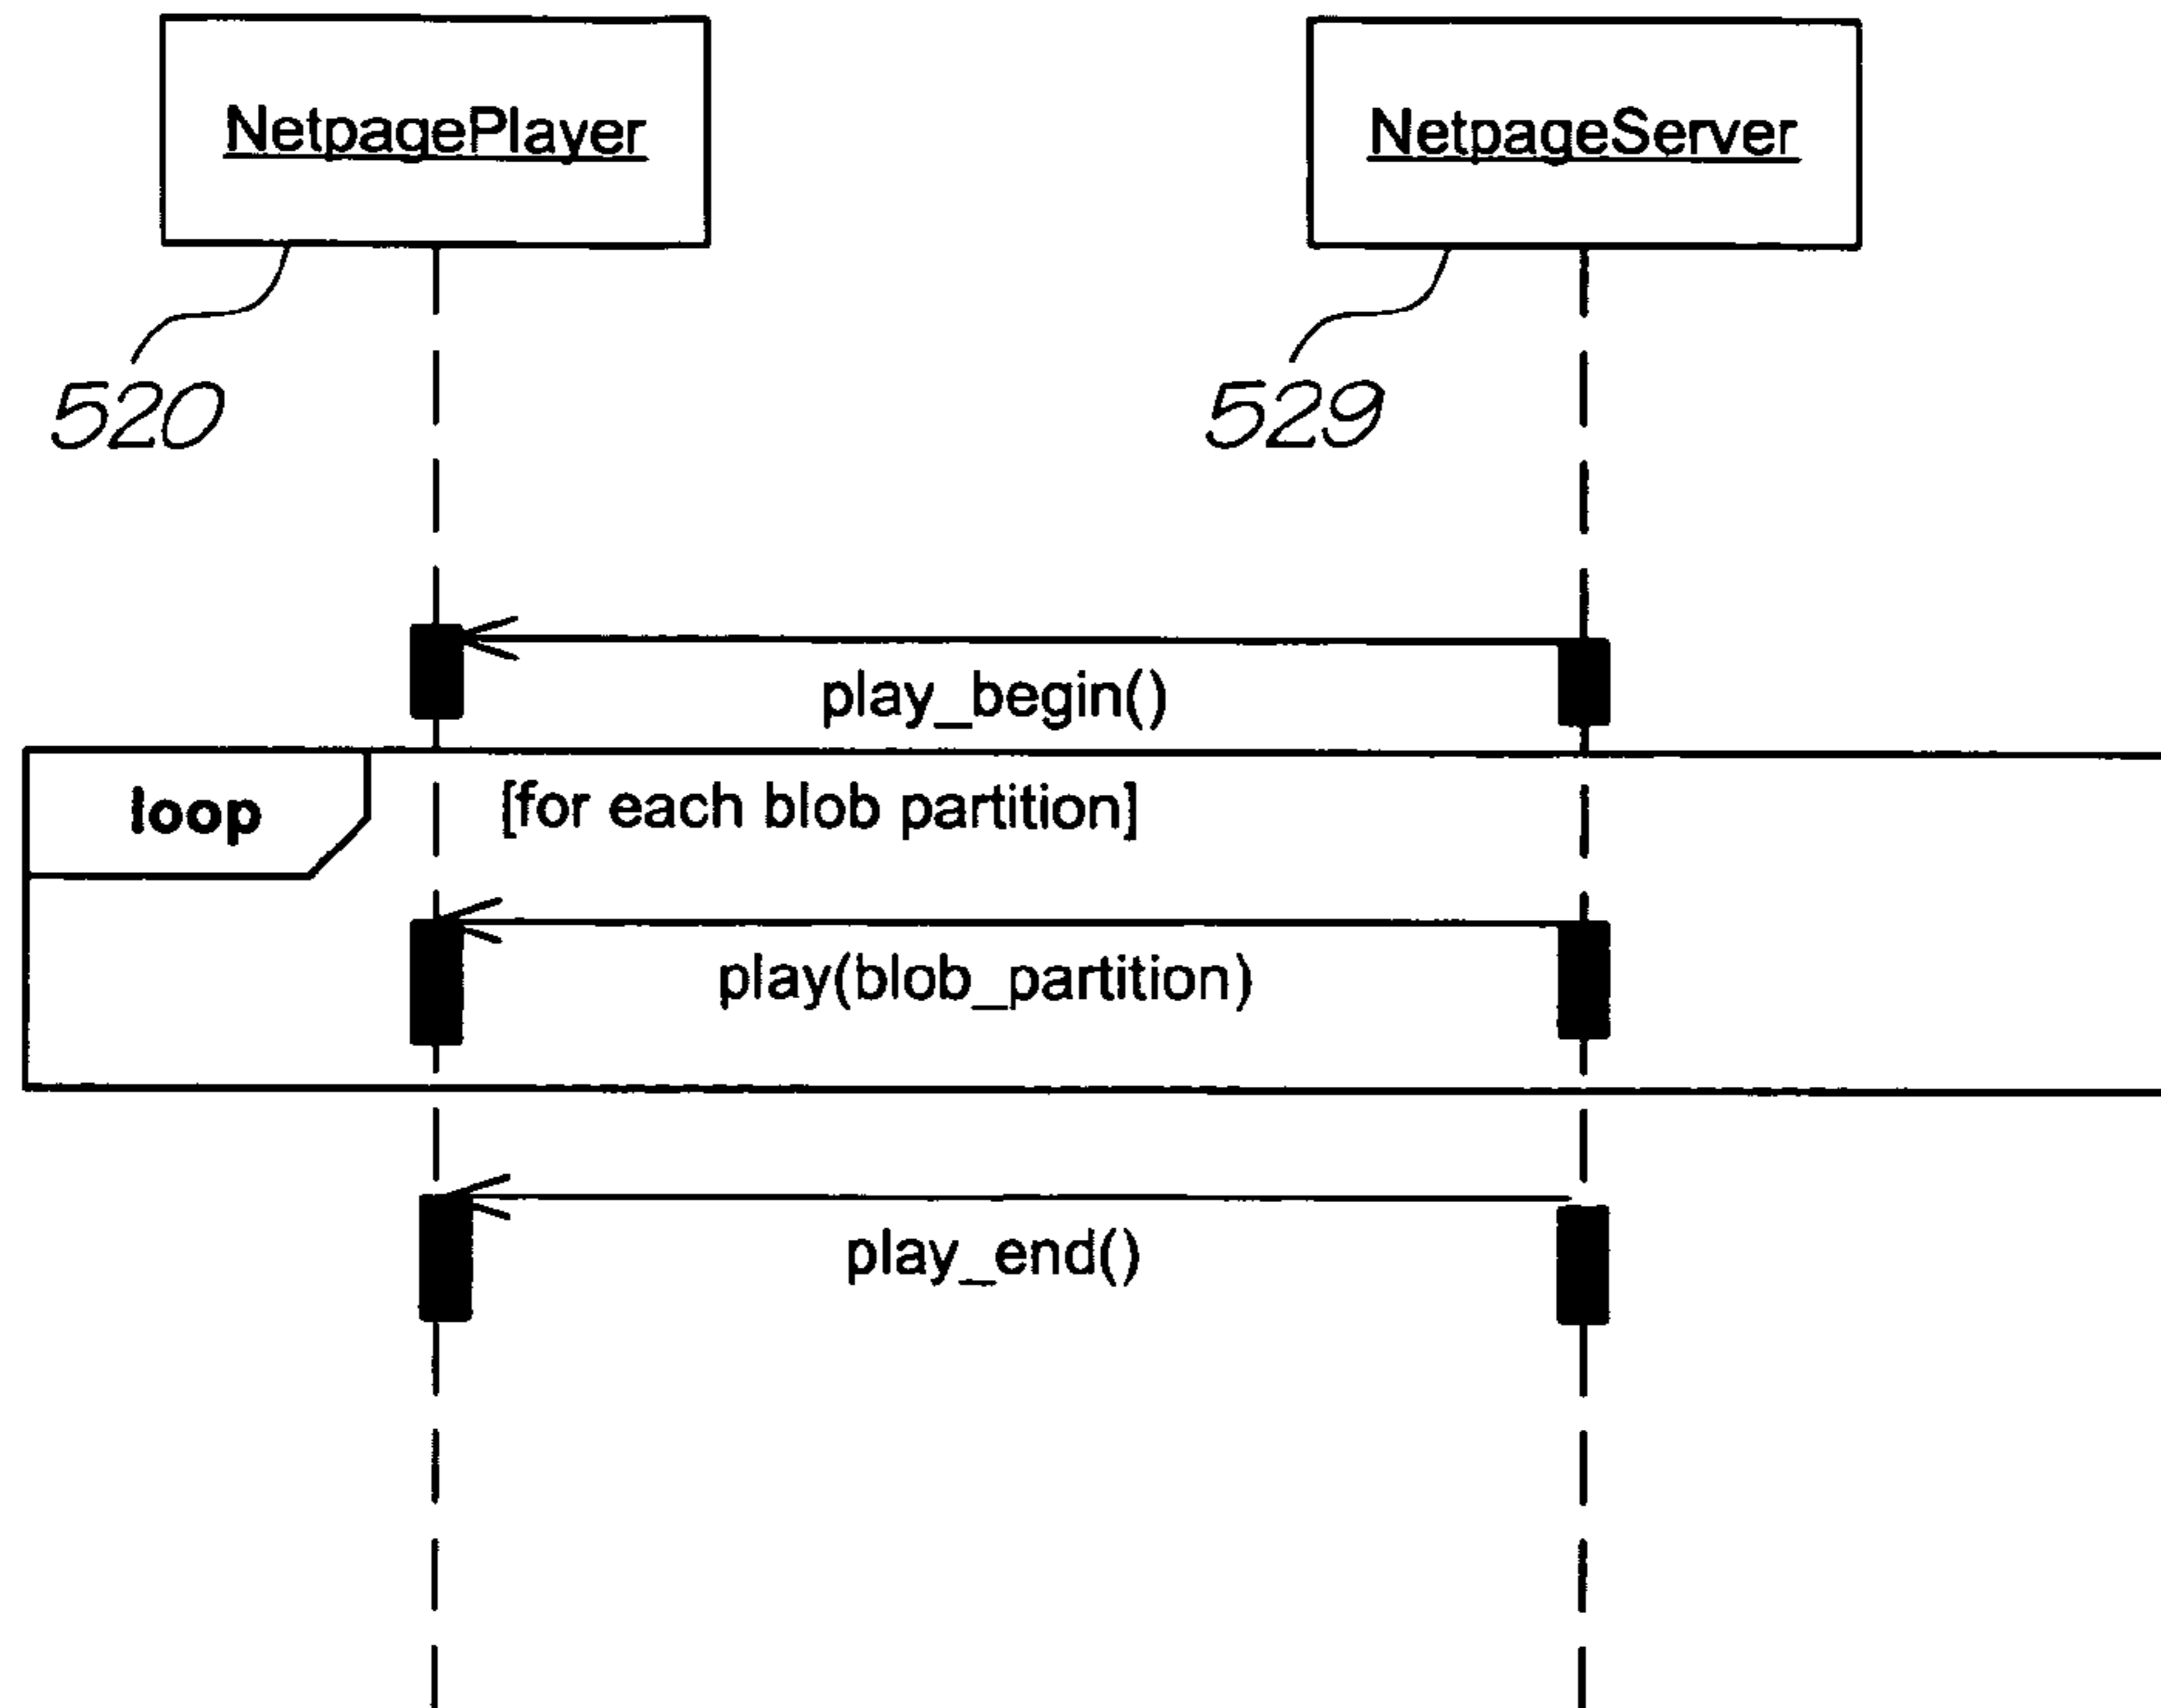 NetpagePlayer
NetpageServer
520
529
play_begin()
loop
[for each blob partition]
play(blob_partition)
play_end()